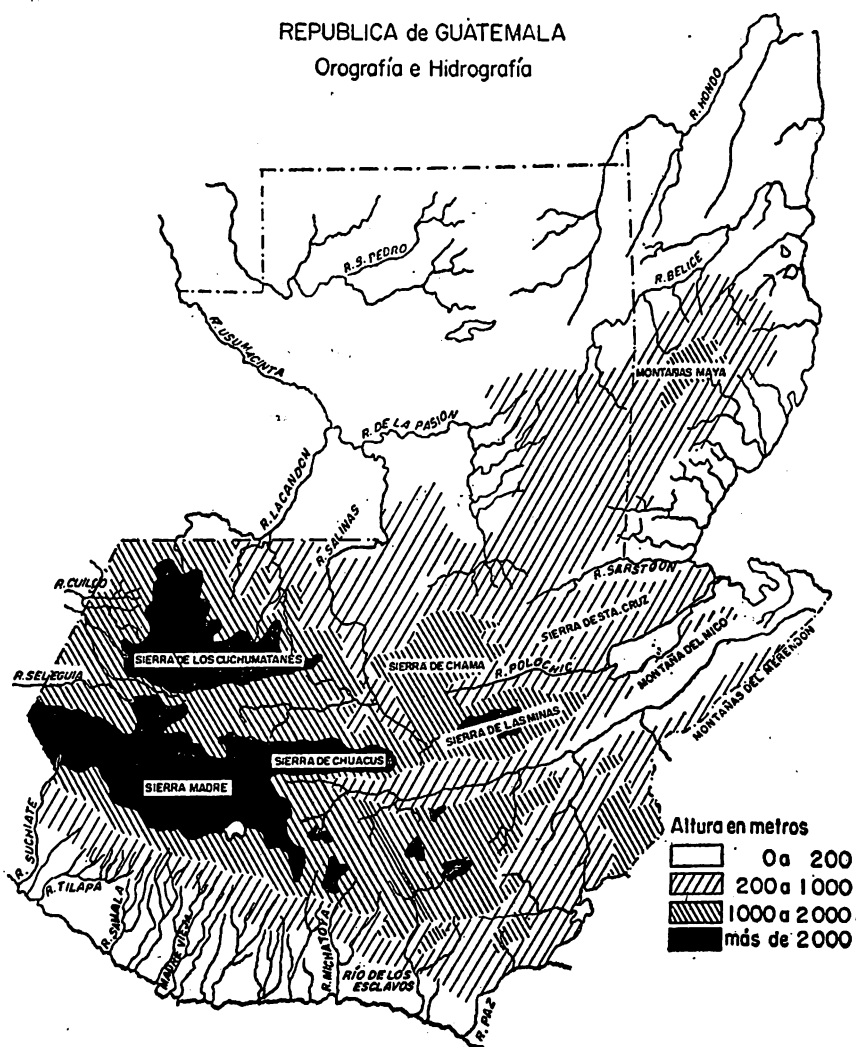 REPUBLICA de GUATEMALA
Orografía e Hidrografía
R. HONDO
R. S. PEDRO
R. BELICE
R. USUMACINTA
MONTAÑAS MAYA
R. DE LA PASION
R. LACANDON
R. SALINAS
R. CUILCO
R. SARSTOON
SIERRA DE STA. CRUZ
SIERRA DE LOS CUCHUMATANES
SIERRA DE CHAMA
R. POLOCHIC
MONTAÑA DEL MICO
R. SELEGUIA
MONTAÑAS DEL MERENDON
SIERRA DE LAS MINAS
SIERRA DE CHUACUS
SIERRA MADRE
R. SUCHIATE
R. TILAPA
R. SAMALA
MADRE VIEJA
R. MICHATOYA
RÍO DE LOS
ESCLAVOS
R. PAZ
Altura en metros
0 a 200
200 a 1000
1000 a 2000
más de 2000